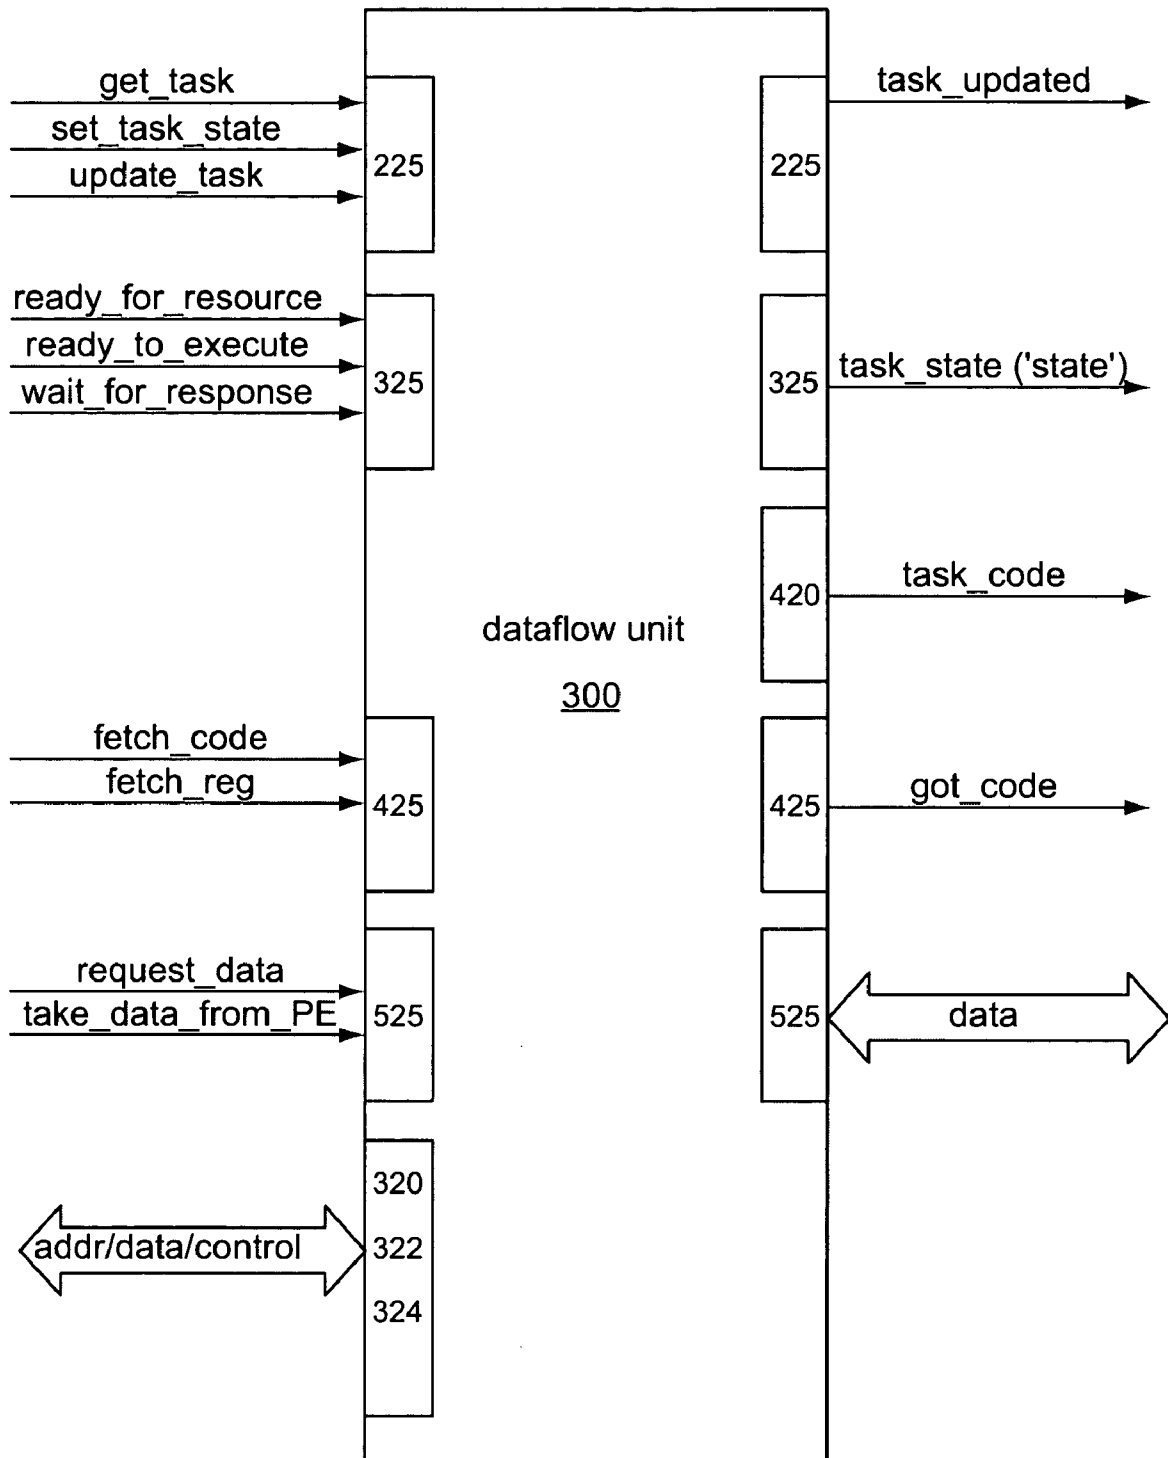 get_task
set_task_state
update_task
225
225
task_updated
ready_for_resource
ready_to_execute
wait_for_response
325
325
task_state ('state')
420
task_code
dataflow unit
300
fetch_code
fetch_reg
425
425
got_code
request_data
take_data_from_PE
525
525
data
320
addr/data/control
322
324